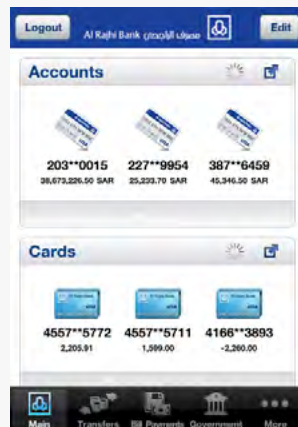 Logout
Al Rajhi Bank مصرف الراجحي
Edit
Accounts
203**0015 227**9954 387**6459
38,673,226.50 SAR 25,233.70 SAR 45,346.50 SAR
Cards
4557**5772 4557**5711 4166**3893
2,205.91 1,599.00 -2,260.00
Main Transfers Bill Payments Government More